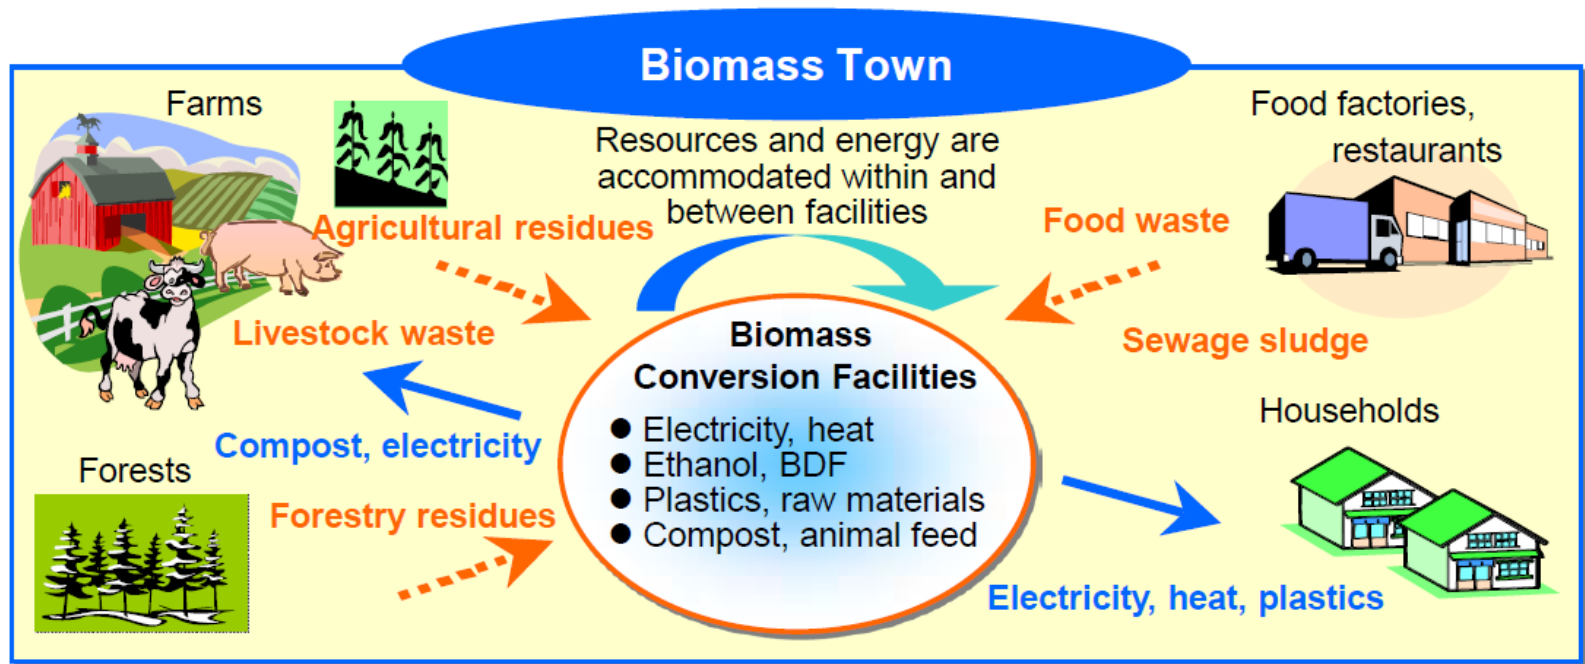 Biomass Town
Farms
Agricultural residues
Livestock waste
Compost, electricity
Forests
Forestry residues
Resources and energy are
accommodated within and
between facilities
Biomass
Conversion Facilities
● Electricity, heat
● Ethanol, BDF
● Plastics, raw materials
● Compost, animal feed
Food factories,
restaurants
Food waste
Sewage sludge
Households
Electricity, heat, plastics